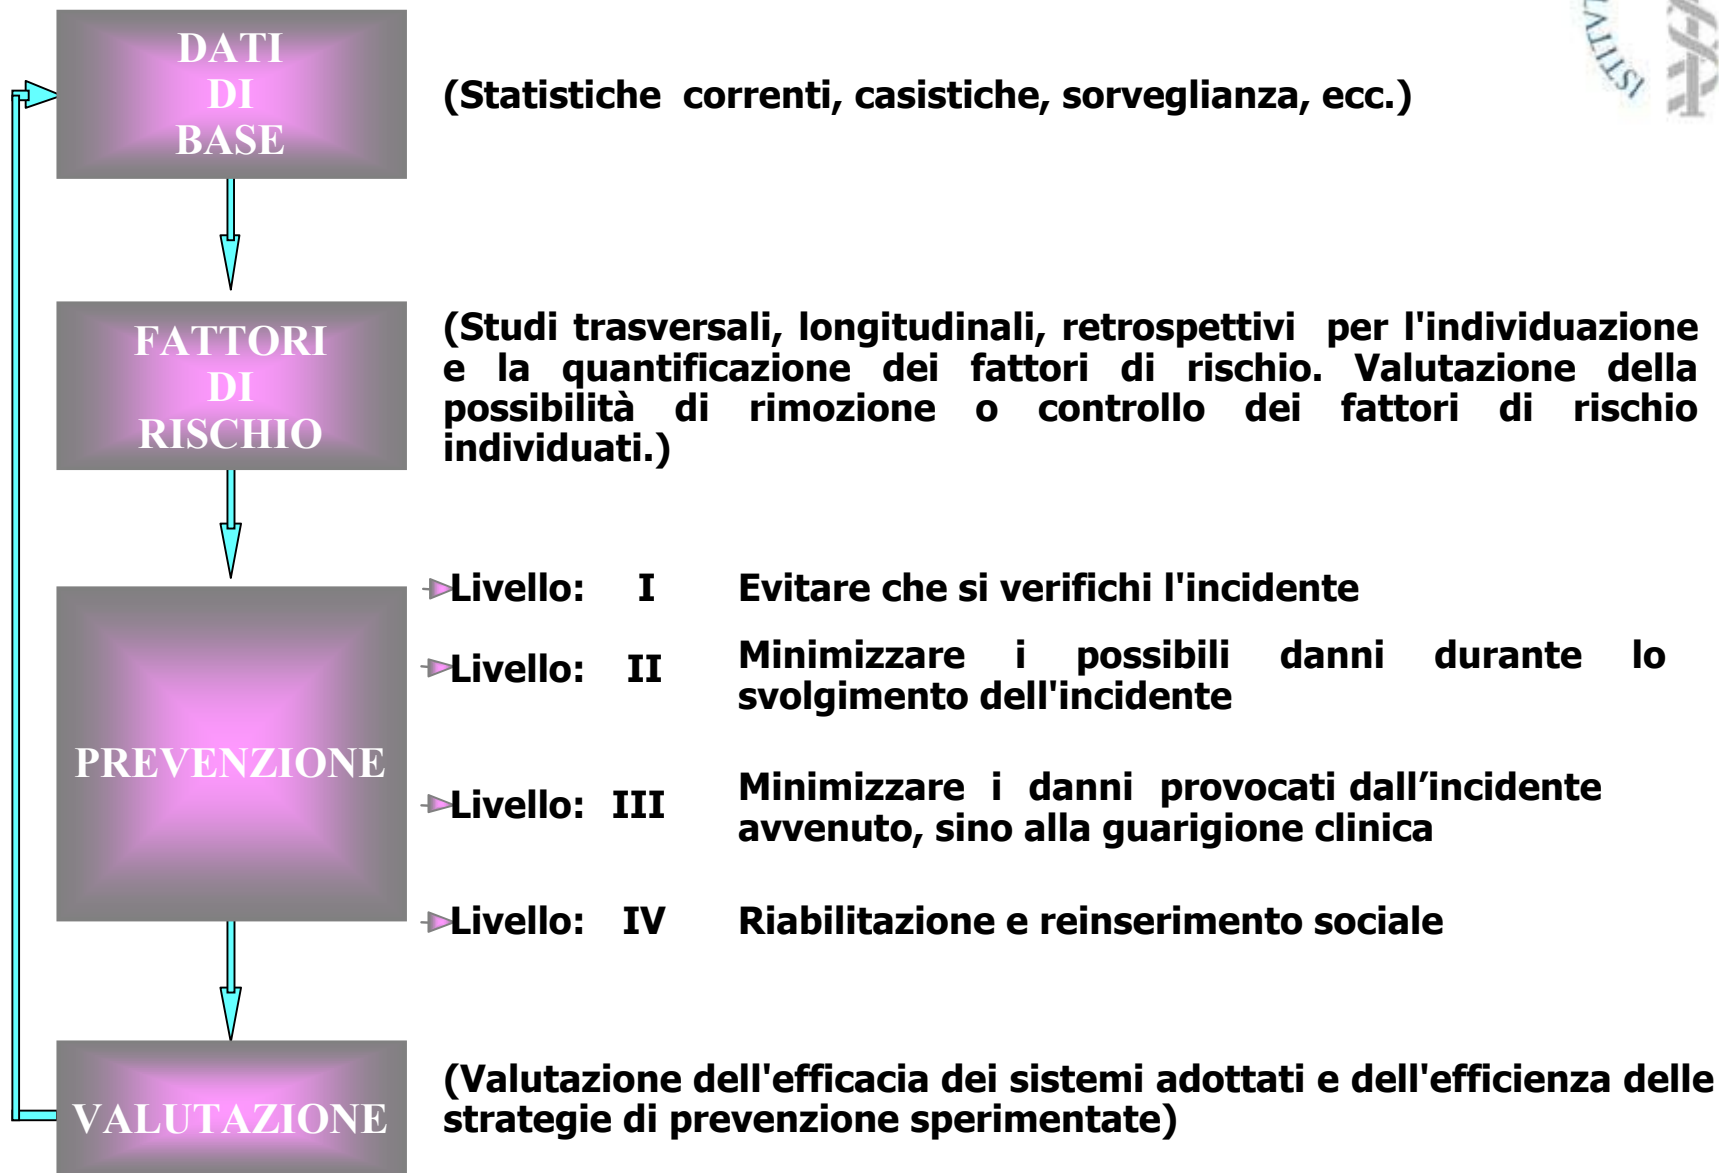 DATI
DI
BASE
(Statistiche correnti, casistiche, sorveglianza, ecc.)
FATTORI
DI
RISCHIO
(Studi trasversali, longitudinali, retrospettivi per l'individuazione
e la quantificazione dei fattori di rischio. Valutazione della
possibilità di rimozione o controllo dei fattori di rischio
individuati.)
PREVENZIONE
Livello: I Evitare che si verifichi l'incidente
Livello: II Minimizzare i possibili danni durante lo
svolgimento dell'incidente
Livello: III Minimizzare i danni provocati dall’incidente
avvenuto, sino alla guarigione clinica
Livello: IV Riabilitazione e reinserimento sociale
VALUTAZIONE
(Valutazione dell'efficacia dei sistemi adottati e dell'efficienza delle
strategie di prevenzione sperimentate)